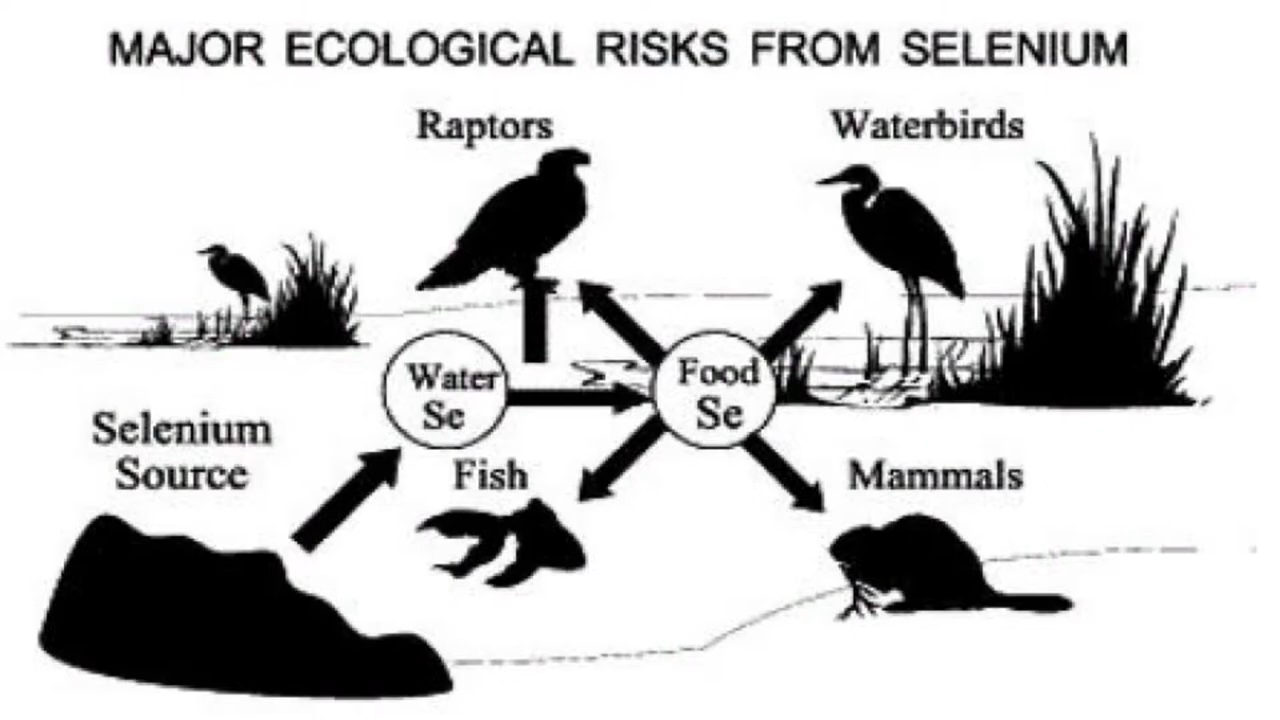 MAJOR ECOLOGICAL RISKS FROM SELENIUM
Raptors
Waterbirds
Water
Se
Food
Se
Selenium
Source
Fish
Mammals